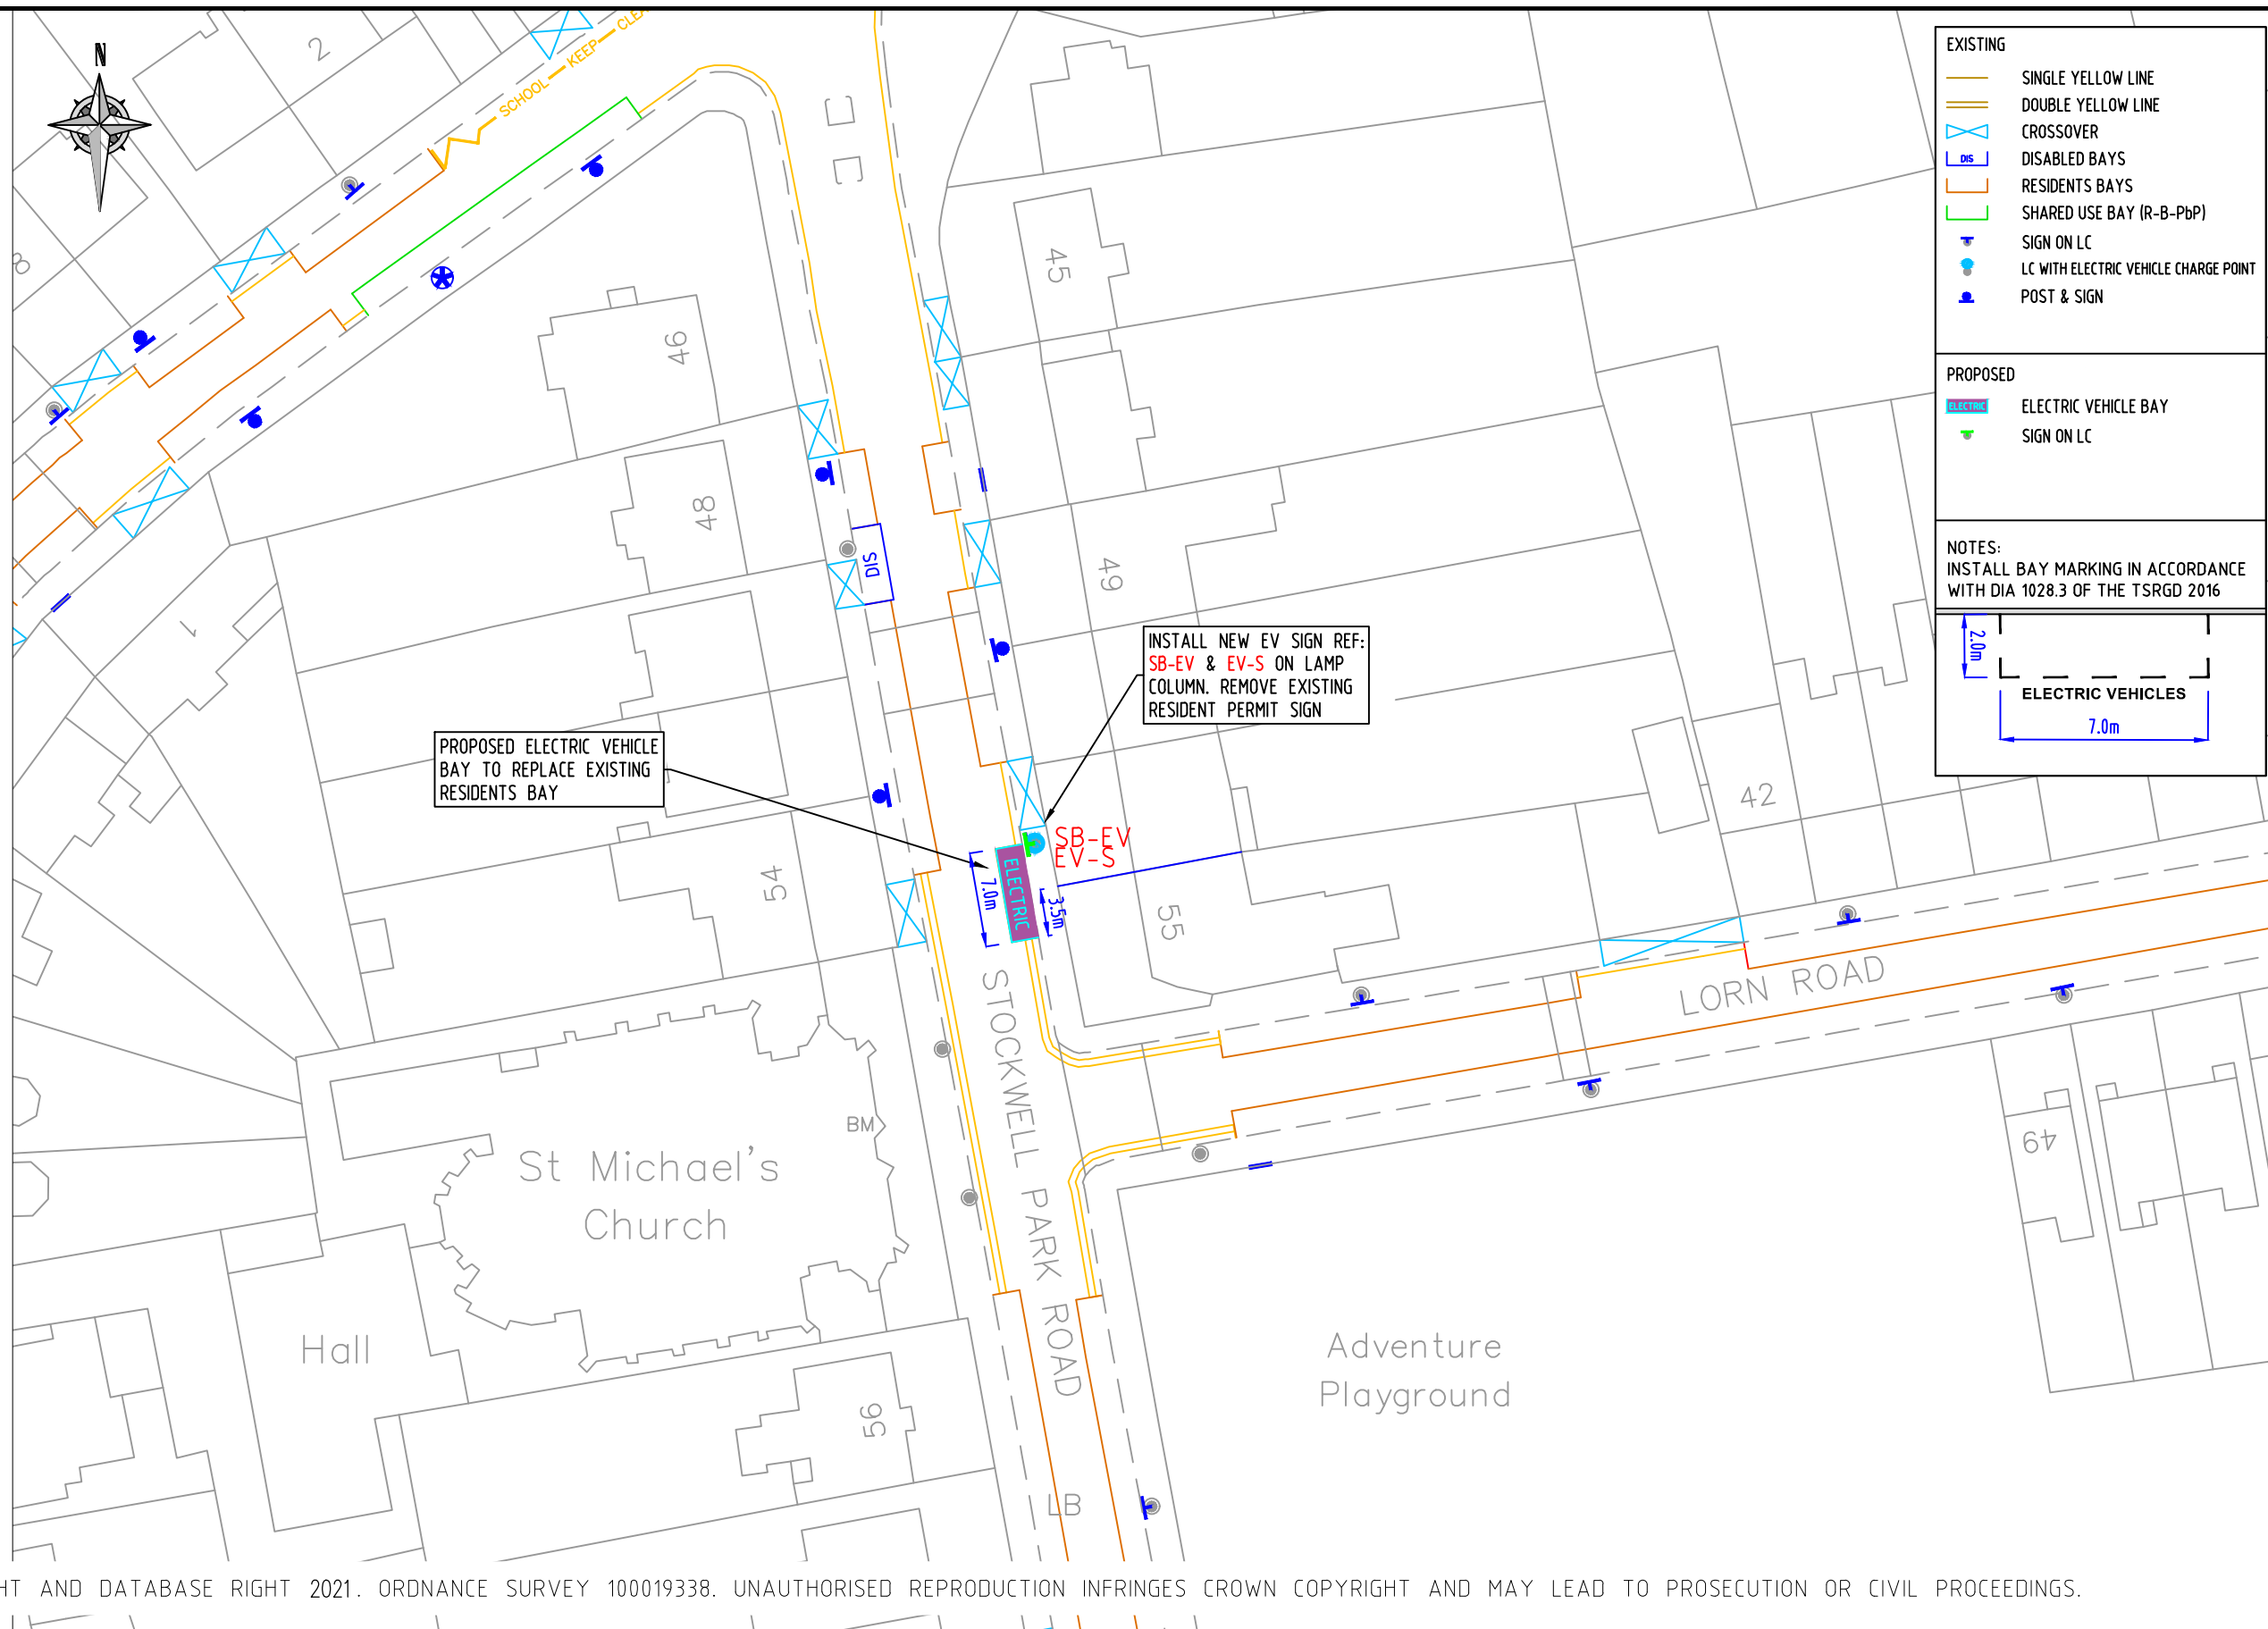 N
2
SCHOOL KEEP
8
EXISTING
SINGLE YELLOW LINE
DOUBLE YELLOW LINE
CROSSOVER
DIS
DISABLED BAYS
RESIDENTS BAYS
SHARED USE BAY (R-B-PbP)
SIGN ON LC
LC WITH ELECTRIC VEHICLE CHARGE POINT
POST & SIGN
PROPOSED
ELECTRIC
ELECTRIC VEHICLE BAY
SIGN ON LC
NOTES:
INSTALL BAY MARKING IN ACCORDANCE
WITH DIA 1028.3 OF THE TSRGD 2016
2.0m
ELECTRIC VEHICLES
7.0m
45
46
48
DIS
49
1
INSTALL NEW EV SIGN REF:
SB-EV & EV-S ON LAMP
COLUMN. REMOVE EXISTING
RESIDENT PERMIT SIGN
PROPOSED ELECTRIC VEHICLE
BAY TO REPLACE EXISTING
RESIDENTS BAY
SB-EV
EV-S
ELECTRIC
7.0m
3.5m
54
55
42
STOCKWELL PARK ROAD
LORN ROAD
49
BM
St Michael's
Church
Hall
56
LB
Adventure
Playground
AND DATABASE RIGHT 2021. ORDNANCE SURVEY 100019338. UNAUTHORISED REPRODUCTION INFRINGES CROWN COPYRIGHT AND MAY LEAD TO PROSECUTION OR CIVIL PROCEEDINGS.